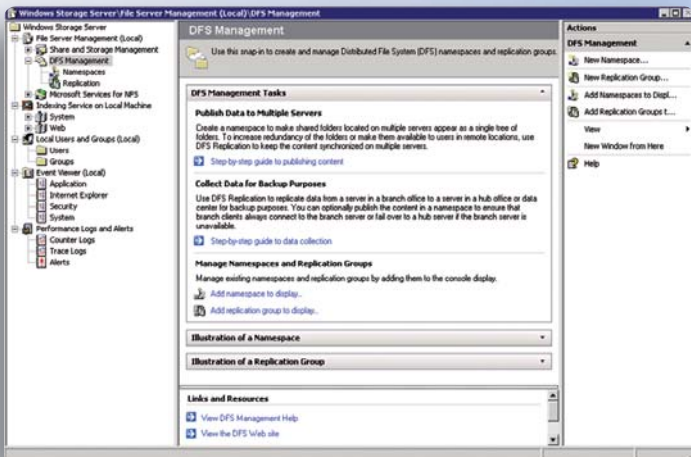 Windows Storage Server\File Server Management (Local)\DFS Management
Windows Storage Server
File Server Management (Local)
Share and Storage Management
DFS Management
Namespaces
Replication
Microsoft Services for NFS
Indexing Service on Local Machine
System
Web
Local Users and Groups (Local)
Users
Groups
Event Viewer (Local)
Application
Internet Explorer
Security
System
Performance Logs and Alerts
Counter Logs
Trace Logs
Alerts
DFS Management
Use this snap-in to create and manage Distributed File System (DFS) namespaces and replication groups.
DFS Management Tasks
Publish Data to Multiple Servers
Create a namespace to make shared folders located on multiple servers appear as a single tree of
folders. To increase redundancy of the folders or make them available to users in remote locations, use
DFS Replication to keep the content synchronized on multiple servers.
Step-by-step guide to publishing content
Collect Data for Backup Purposes
Use DFS Replication to replicate data from a server in a branch office to a server in a hub office or data
center for backup purposes. You can optionally publish the content in a namespace to ensure that
branch clients always connect to the branch server or fail over to a hub server if the branch server is
unavailable.
Step-by-step guide to data collection
Manage Namespaces and Replication Groups
Manage existing namespaces and replication groups by adding them to the console display.
Add namespace to display..
Add replication group to display..
Illustration of a Namespace
Illustration of a Replication Group
Links and Resources
View DFS Management Help
View the DFS Web site
Actions
DFS Management
New Namespace...
New Replication Group...
Add Namespaces to Displ...
Add Replication Groups t...
View
New Window from Here
Help